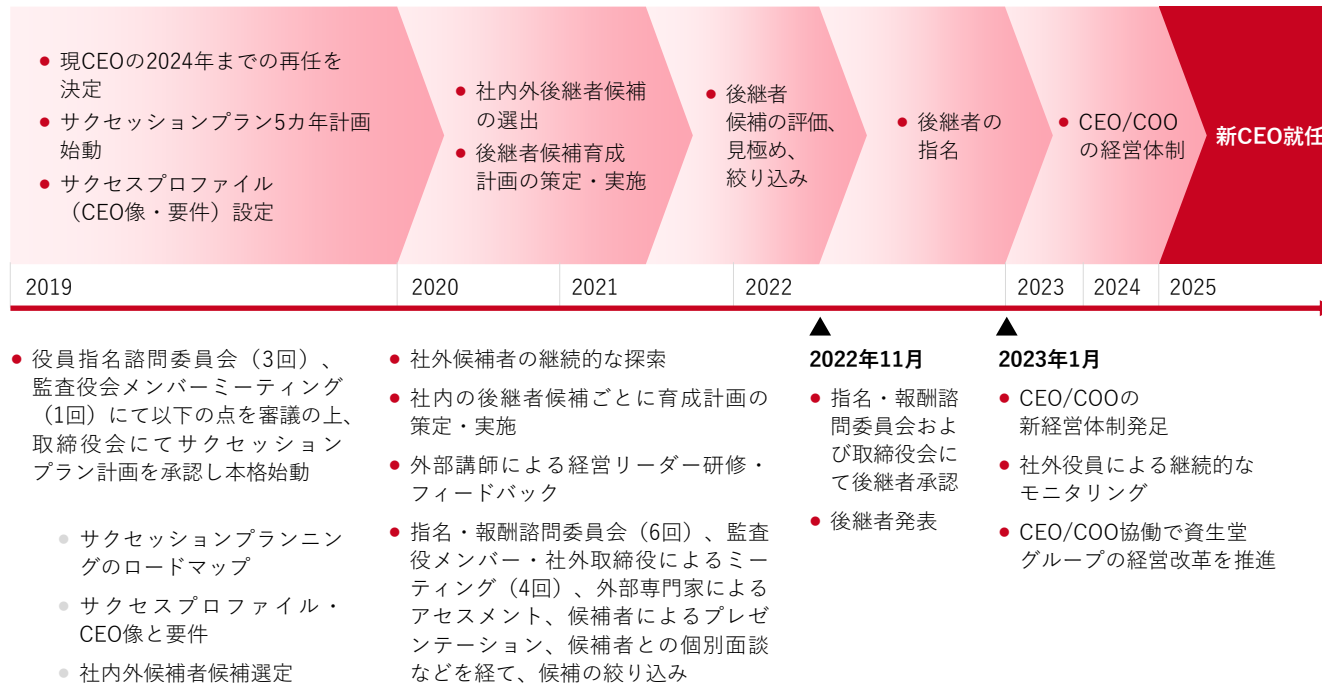 現CEOの2024年までの再任を
決定
サクセッションプラン5カ年計画
始動
サクセスプロファイル
（CEO像・要件）設定
社内外後継者候補
の選出
後継者候補育成
計画の策定・実施
後継者
候補の評価、
見極め、
絞り込み
後継者の
指名
CEO/COO
の経営体制
新CEO就任
2019
2020
2021
2022
2023
2024
2025
役員指名諮問委員会（3回）、
監査役会メンバーミーティング
（1回）にて以下の点を審議の上、
取締役会にてサクセッション
プラン計画を承認し本格始動
サクセッションプランニン
グのロードマップ
サクセスプロファイル・
CEO像と要件
社内外候補者候補選定
社外候補者の継続的な探索
社内の後継者候補ごとに育成計画の
策定・実施
外部講師による経営リーダー研修・
フィードバック
指名・報酬諮問委員会（6回）、監査
役メンバー・社外取締役によるミー
ティング（4回）、外部専門家による
アセスメント、候補者によるプレゼ
ンテーション、候補者との個別面談
などを経て、候補の絞り込み
2022年11月
指名・報酬諮
問委員会およ
び取締役会に
て後継者承認
後継者発表
2023年1月
CEO/COOの
新経営体制発足
社外役員による継続的な
モニタリング
CEO/COO協働で資生堂
グループの経営改革を推進